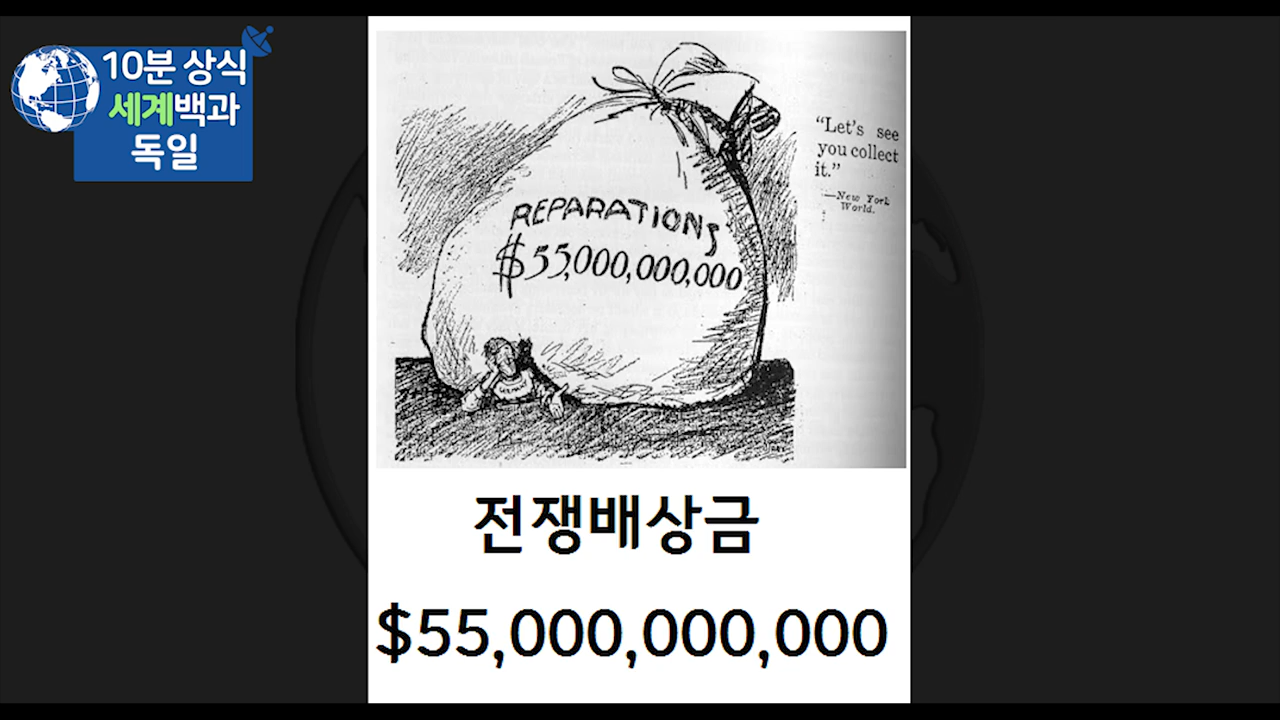 10분 상식
세계백과
독일
“Let's see
you collect
it.”
—New York
World.
REPARATIONS
$55,000,000,000
전쟁배상금
$55,000,000,000